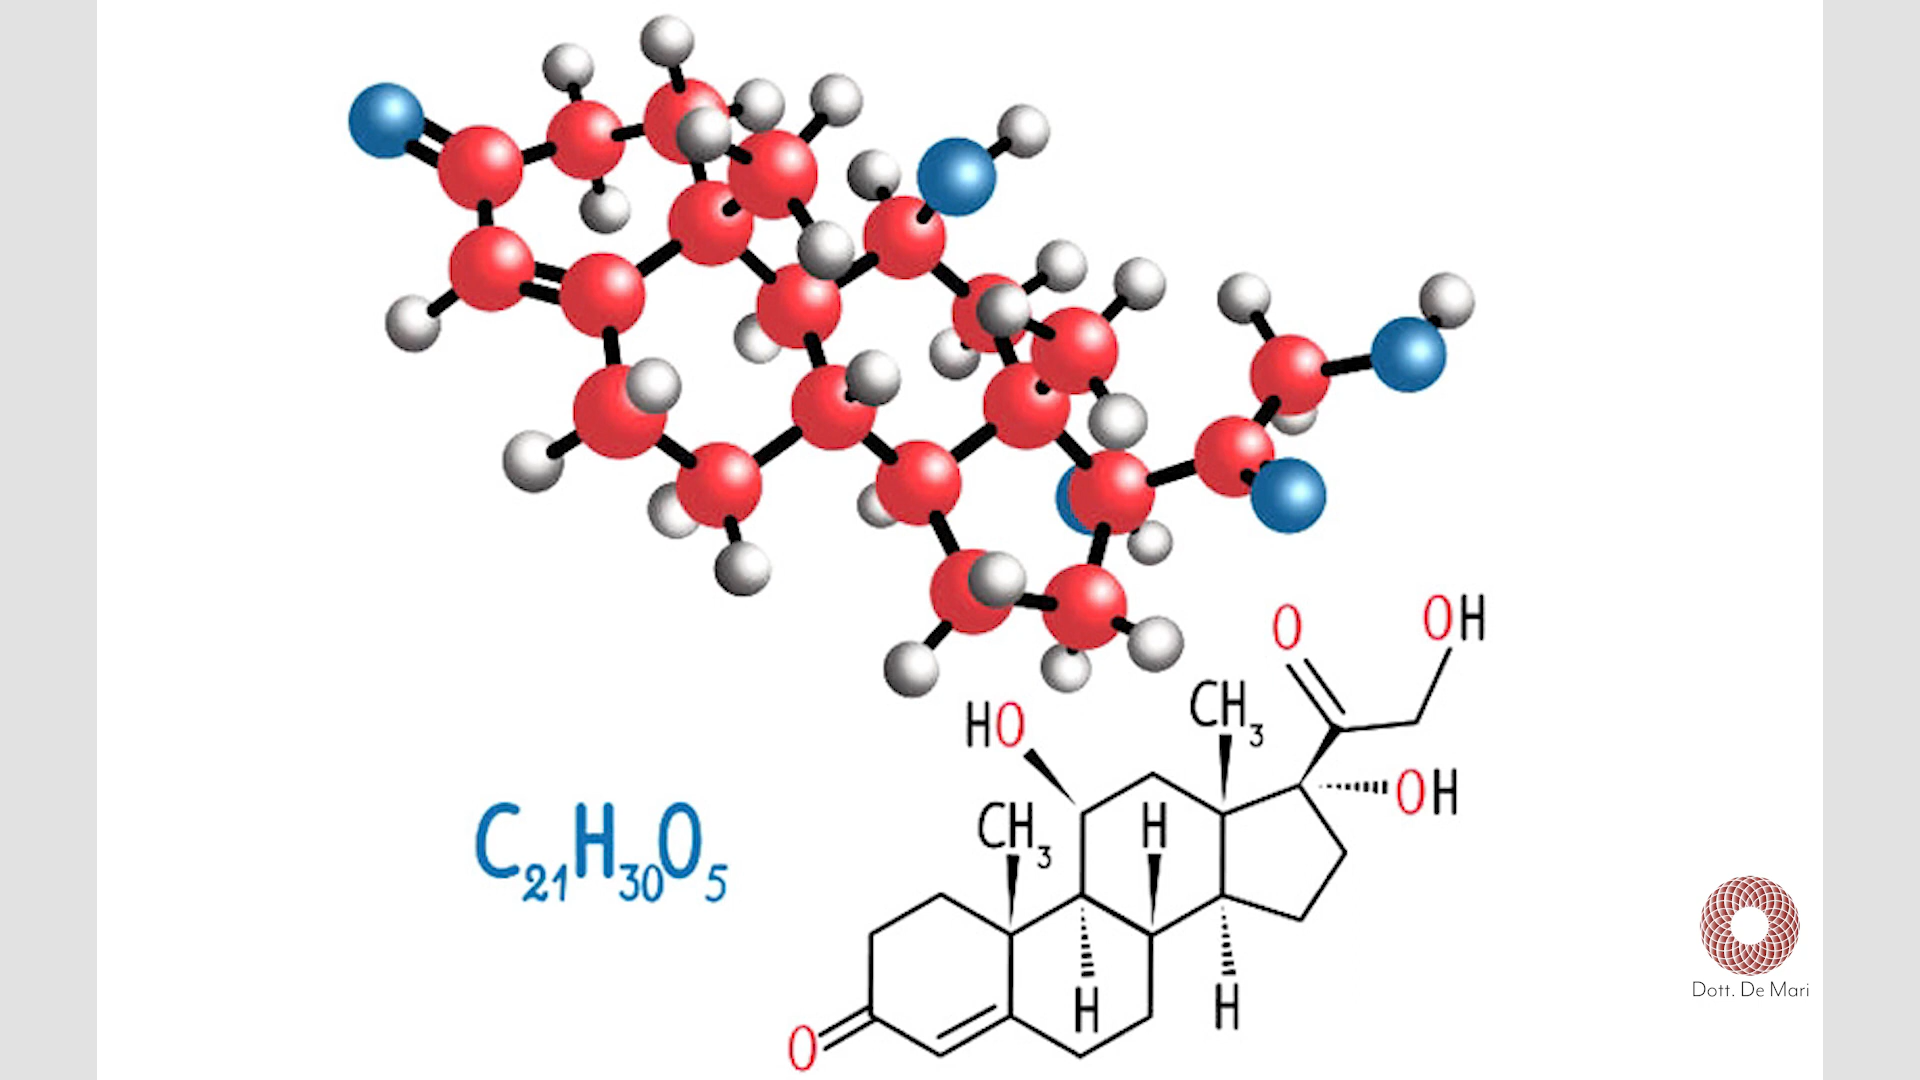 O
OH
CH₃
HO
OH
CH₃
H
C₂₁H₃₀O₅
Dott. De Mari
H
H
O